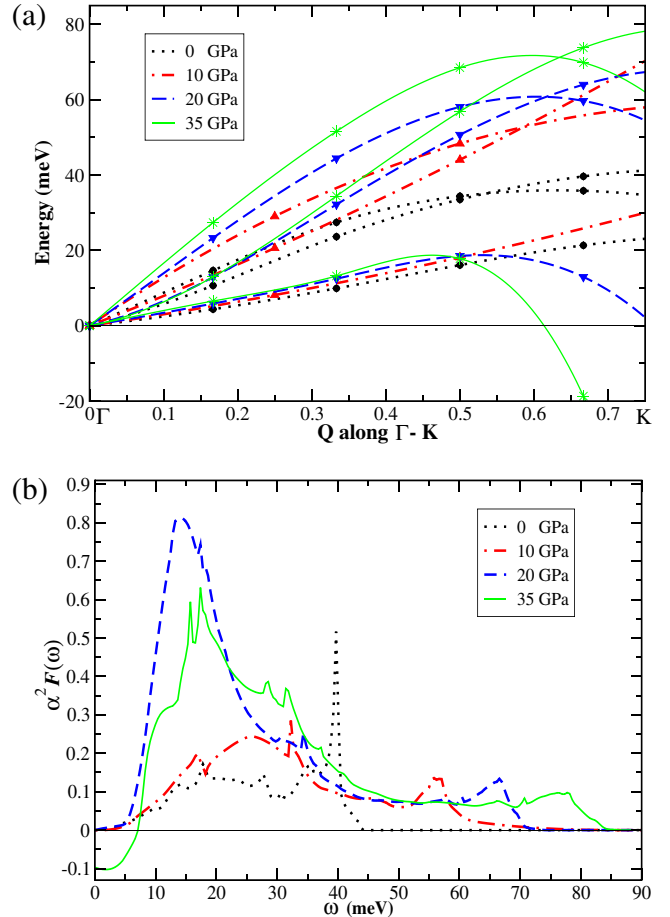 (a)
80
60
40
20
0
-20
Energy (meV)
0 GPa
10 GPa
20 GPa
35 GPa
0 Γ 0.1 0.2 0.3 0.4 0.5 0.6 0.7 K
Q along Γ - K
(b)
0.9
0.8
0.7
0.6
0.5
0.4
0.3
0.2
0.1
0
-0.1
α²F(ω)
0 GPa
10 GPa
20 GPa
35 GPa
0 10 20 30 40 50 60 70 80 90
ω (meV)